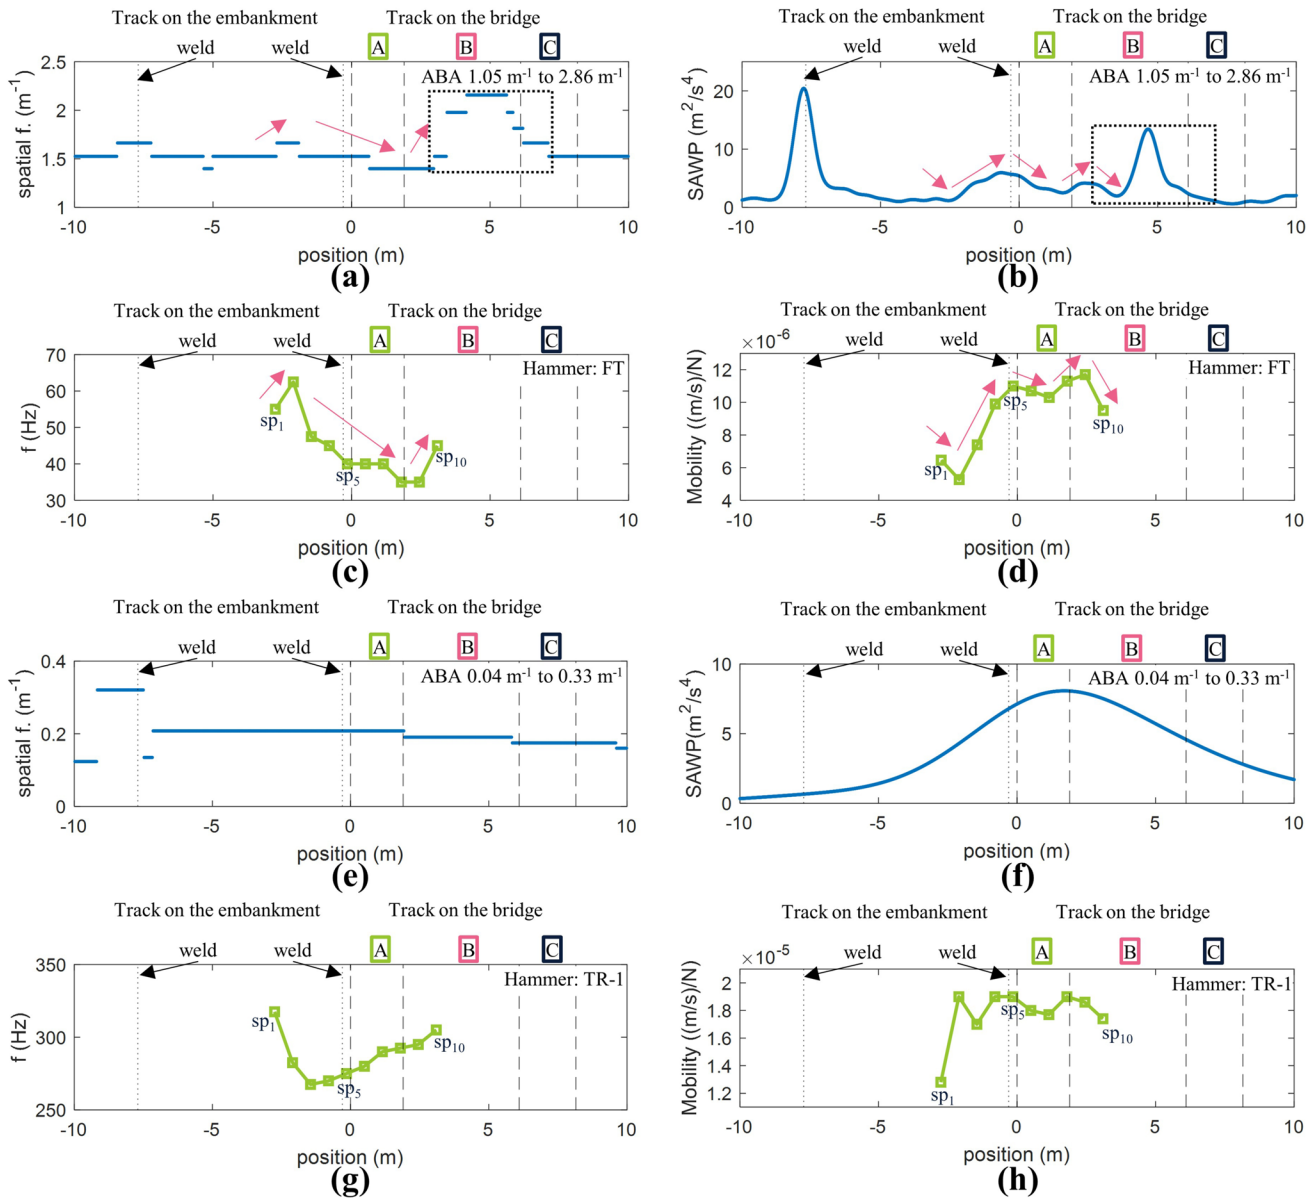 Track on the embankment Track on the bridge
weld weld A B C
ABA 1.05 m-1 to 2.86 m-1
spatial f. (m-1)
2.5
2
1.5
1
-10 -5 0 5 10
position (m)
(a)
Track on the embankment Track on the bridge
weld weld A B C
ABA 1.05 m-1 to 2.86 m-1
SAWP (m2/s4)
20
10
0
-10 -5 0 5 10
position (m)
(b)
Track on the embankment Track on the bridge
weld weld A B C
Hammer: FT
f (Hz)
70
60
50
40
30
sp1
sp5
sp10
-10 -5 0 5 10
position (m)
(c)
Track on the embankment Track on the bridge
weld weld A B C
×10-6
Hammer: FT
Mobility ((m/s)/N)
12
10
8
6
4
sp5
sp10
sp1
-10 -5 0 5 10
position (m)
(d)
Track on the embankment Track on the bridge
weld weld A B C
ABA 0.04 m-1 to 0.33 m-1
spatial f. (m-1)
0.4
0.2
0
-10 -5 0 5 10
position (m)
(e)
Track on the embankment Track on the bridge
weld weld A B C
ABA 0.04 m-1 to 0.33 m-1
SAWP(m2/s4)
10
5
0
-10 -5 0 5 10
position (m)
(f)
Track on the embankment Track on the bridge
weld weld A B C
Hammer: TR-1
f (Hz)
350
300
250
sp1
sp10
sp5
-10 -5 0 5 10
position (m)
(g)
Track on the embankment Track on the bridge
weld weld A B C
×10-5
Hammer: TR-1
Mobility ((m/s)/N)
2
1.8
1.6
1.4
1.2
sp5
sp10
sp1
-10 -5 0 5 10
position (m)
(h)